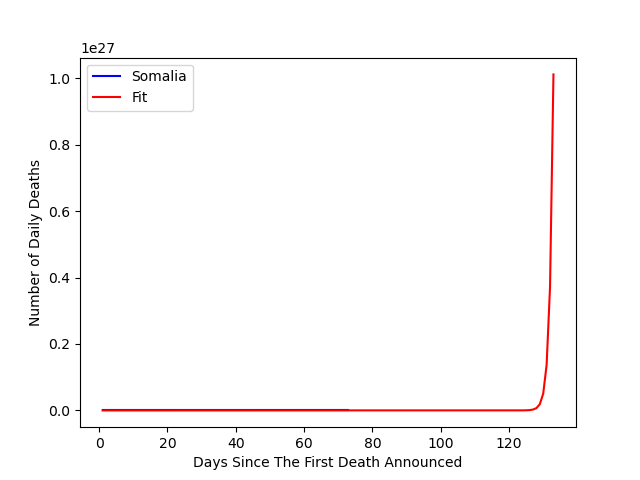 1e27
Somalia
Fit
1.0
0.8
0.6
0.4
0.2
0.0
Number of Daily Deaths
0 20 40 60 80 100 120
Days Since The First Death Announced